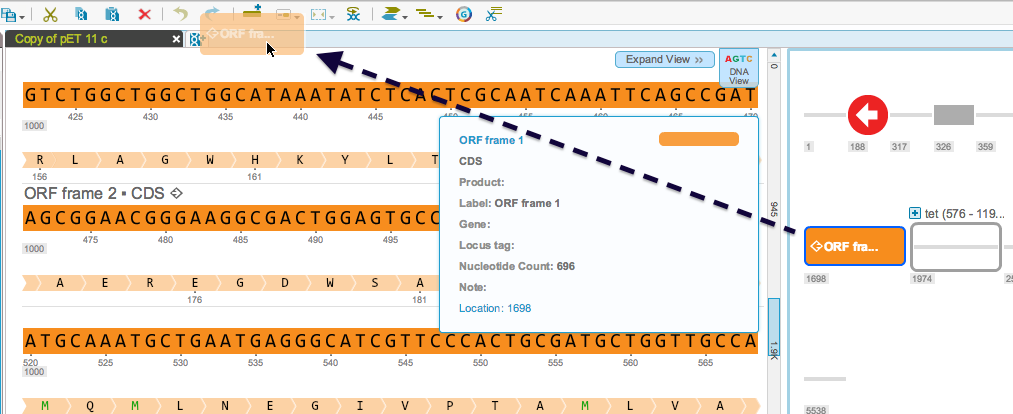 Copy of pET 11 c
ORF fra...
Expand View ››
AGTC
DNA
View
GTCTGGCTGGCTGGCATAAATATCTCACTCGCAATCAAATTCAGCCGAT
425 430 435 440 445 450 455 460 465 470
1000
R L A G W H K Y L T
156 161
ORF frame 2 ▪ CDS
AGCGGAACGGGAAGGCGACTGGAGTGCC
475 480 485 490 495
1000
A E R E G D W S A
176 181
ATGCAAATGCTGAATGAGGGCATCGTTCCCACTGCGATGCTGGTTGCCA
520 525 530 535 540 545 550 555 560 565
1000
M Q M L N E G I V P T A M L V A
ORF frame 1
CDS
Product:
Label: ORF frame 1
Gene:
Locus tag:
Nucleotide Count: 696
Note:
Location: 1698
0
945
1.9K
1 188 317 326 359
tet (576 - 119...
ORF fra...
1698 1974
5538